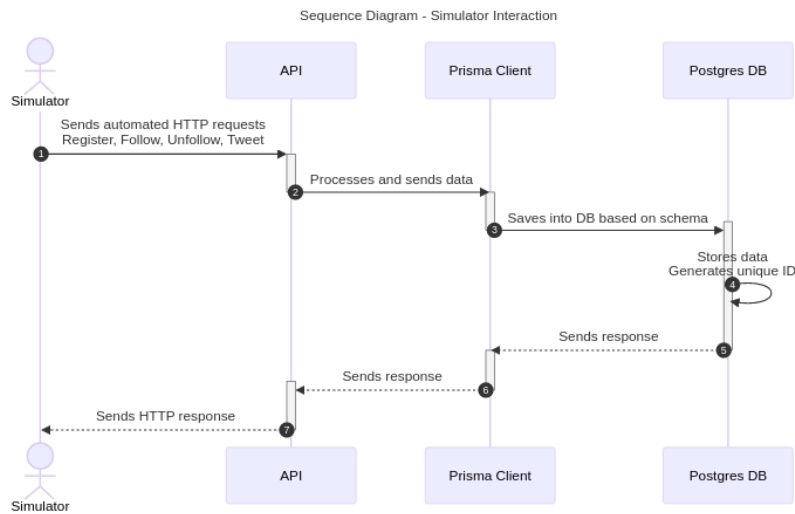 Sequence Diagram - Simulator Interaction
API
Prisma Client
Postgres DB
Simulator
Sends automated HTTP requests
Register, Follow, Unfollow, Tweet
1
Processes and sends data
2
Saves into DB based on schema
3
Stores data
Generates unique ID
4
Sends response
5
Sends response
6
Sends HTTP response
7
API
Prisma Client
Postgres DB
Simulator